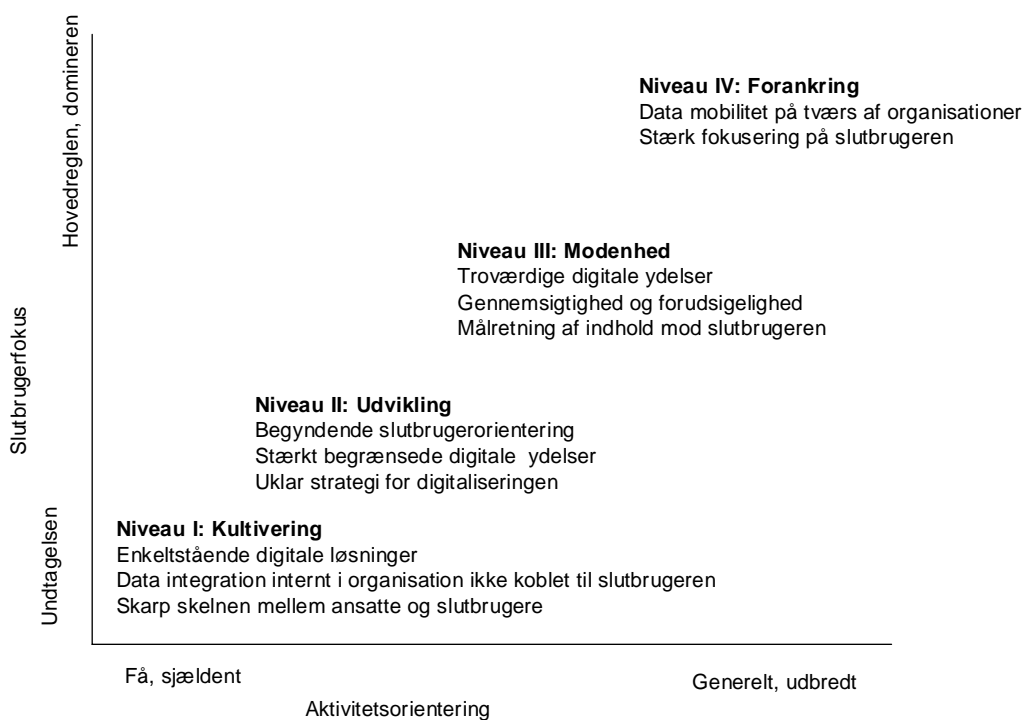 Hovedreglen, domineren
Niveau IV: Forankring
Data mobilitet på tværs af organisationer
Stærk fokusering på slutbrugeren
Niveau III: Modenhed
Troværdige digitale ydelser
Gennemsigtighed og forudsigelighed
Målretning af indhold mod slutbrugeren
Slutbrugerfokus
Niveau II: Udvikling
Begyndende slutbrugerorientering
Stærkt begrænsede digitale  ydelser
Uklar strategi for digitaliseringen
Undtagelsen
Niveau I: Kultivering
Enkeltstående digitale løsninger
Data integration internt i organisation ikke koblet til slutbrugeren
Skarp skelnen mellem ansatte og slutbrugere
Få, sjældent
Generelt, udbredt
Aktivitetsorientering